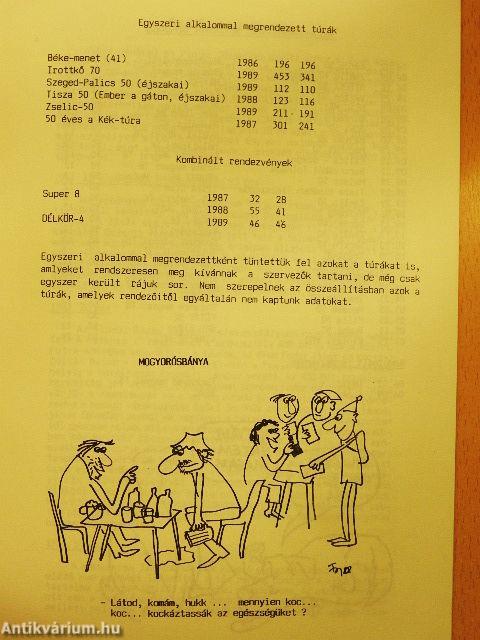 Egyszeri alkalommal megrendezett túrák
Béke-menet (41) 1986 196 196
Irottkő 70 1989 453 341
Szeged-Palics 50 (éjszakai) 1989 112 110
Tisza 50 (Ember a gáton, éjszakai) 1988 123 116
Zselic-50 1989 211 191
50 éves a Kék-túra 1987 301 241
Kombinált rendezvények
Super 8 1987 32 28
1988 55 41
DÉLKÖR-4 1989 46 46
Egyszeri alkalommal megrendezettként tüntettük fel azokat a túrákat is,
amlyeket rendszeresen meg kívánnak a szervezők tartani, de még csak
egyszer került rájuk sor. Nem szerepelnek az összeállításban azok a
túrák, amelyek rendezőitől egyáltalán nem kaptunk adatokat.
MOGYORÓSBÁNYA
- Látod, komám, hukk ... mennyien koc...
koc... kockáztassák az egészségüket ?
Antikvárium.hu